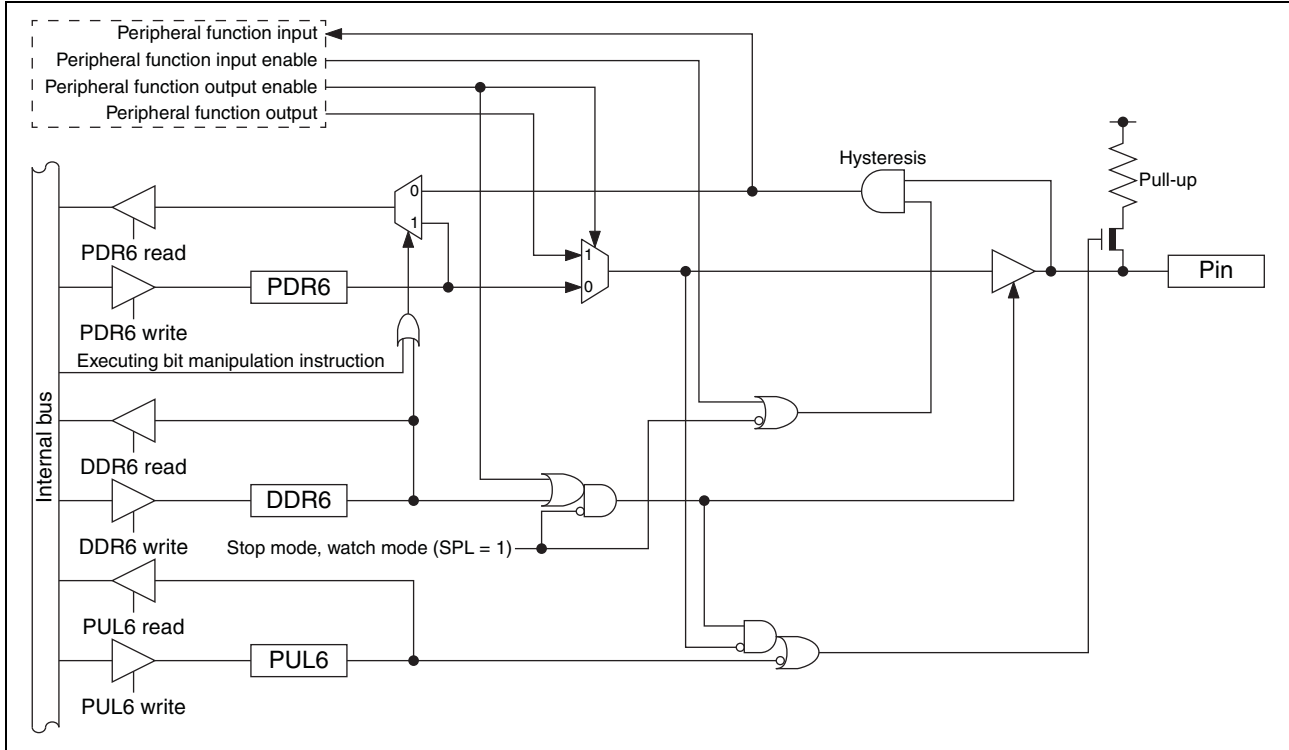 Peripheral function input
Peripheral function input enable
Peripheral function output enable
Peripheral function output
Hysteresis
Pull-up
0
1
PDR6 read
1
0
Pin
PDR6
PDR6 write
Executing bit manipulation instruction
Internal bus
DDR6 read
DDR6
DDR6 write
Stop mode, watch mode (SPL = 1)
PUL6 read
PUL6
PUL6 write